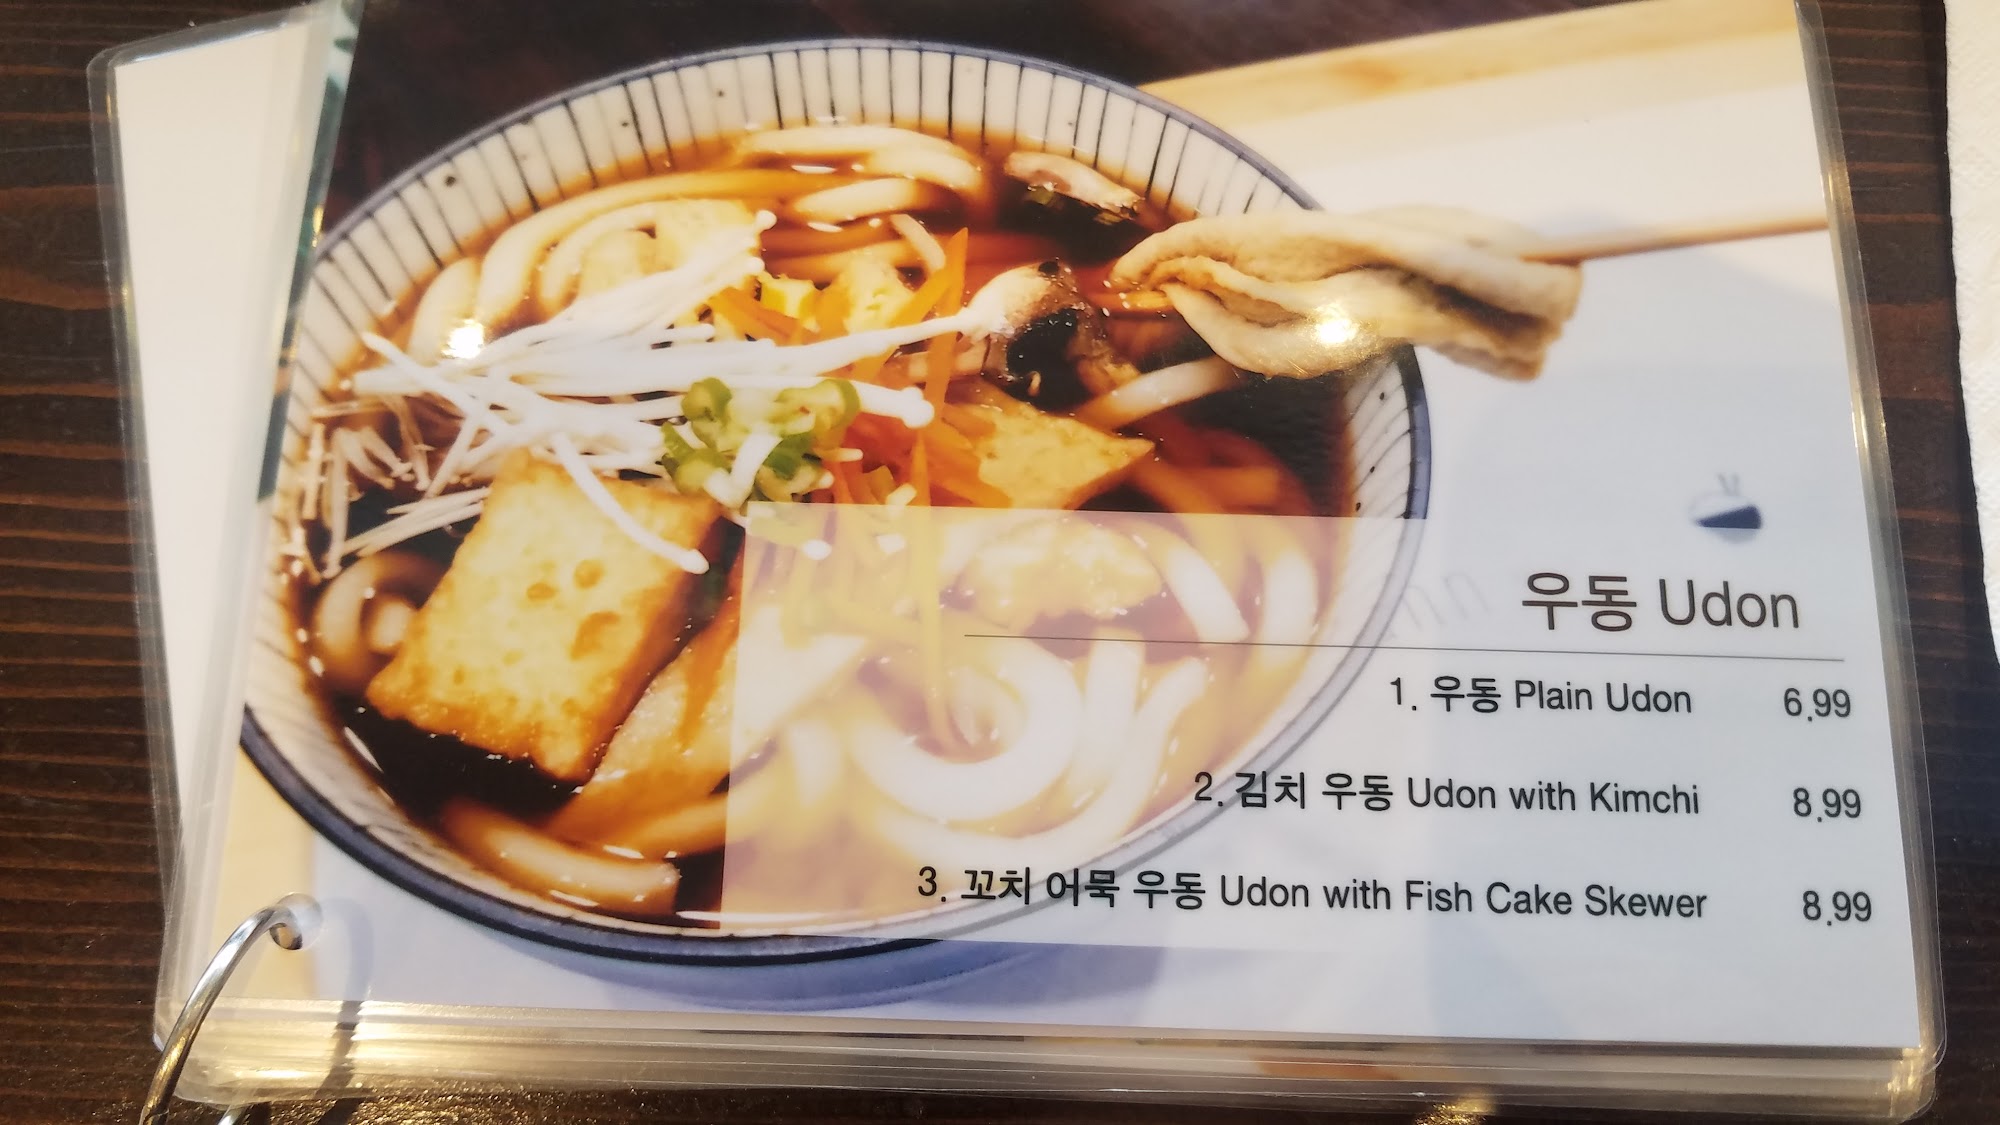 우동 Udon
1. 우동 Plain Udon 6.99
2. 김치 우동 Udon with Kimchi 8.99
3. 꼬치 어묵 우동 Udon with Fish Cake Skewer 8.99